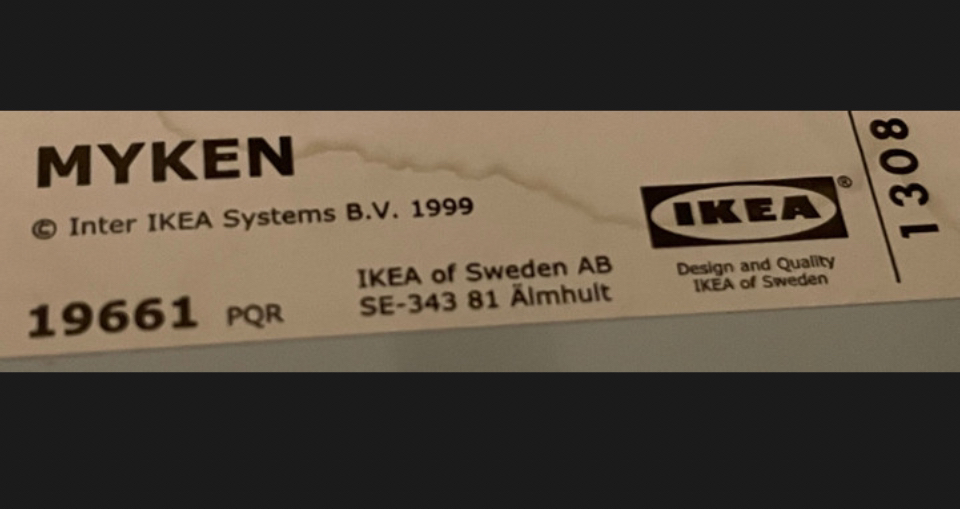 MYKEN
© Inter IKEA Systems B.V. 1999
19661 PQR
IKEA of Sweden AB
SE-343 81 Älmhult
IKEA®
Design and Quality
IKEA of Sweden
1308